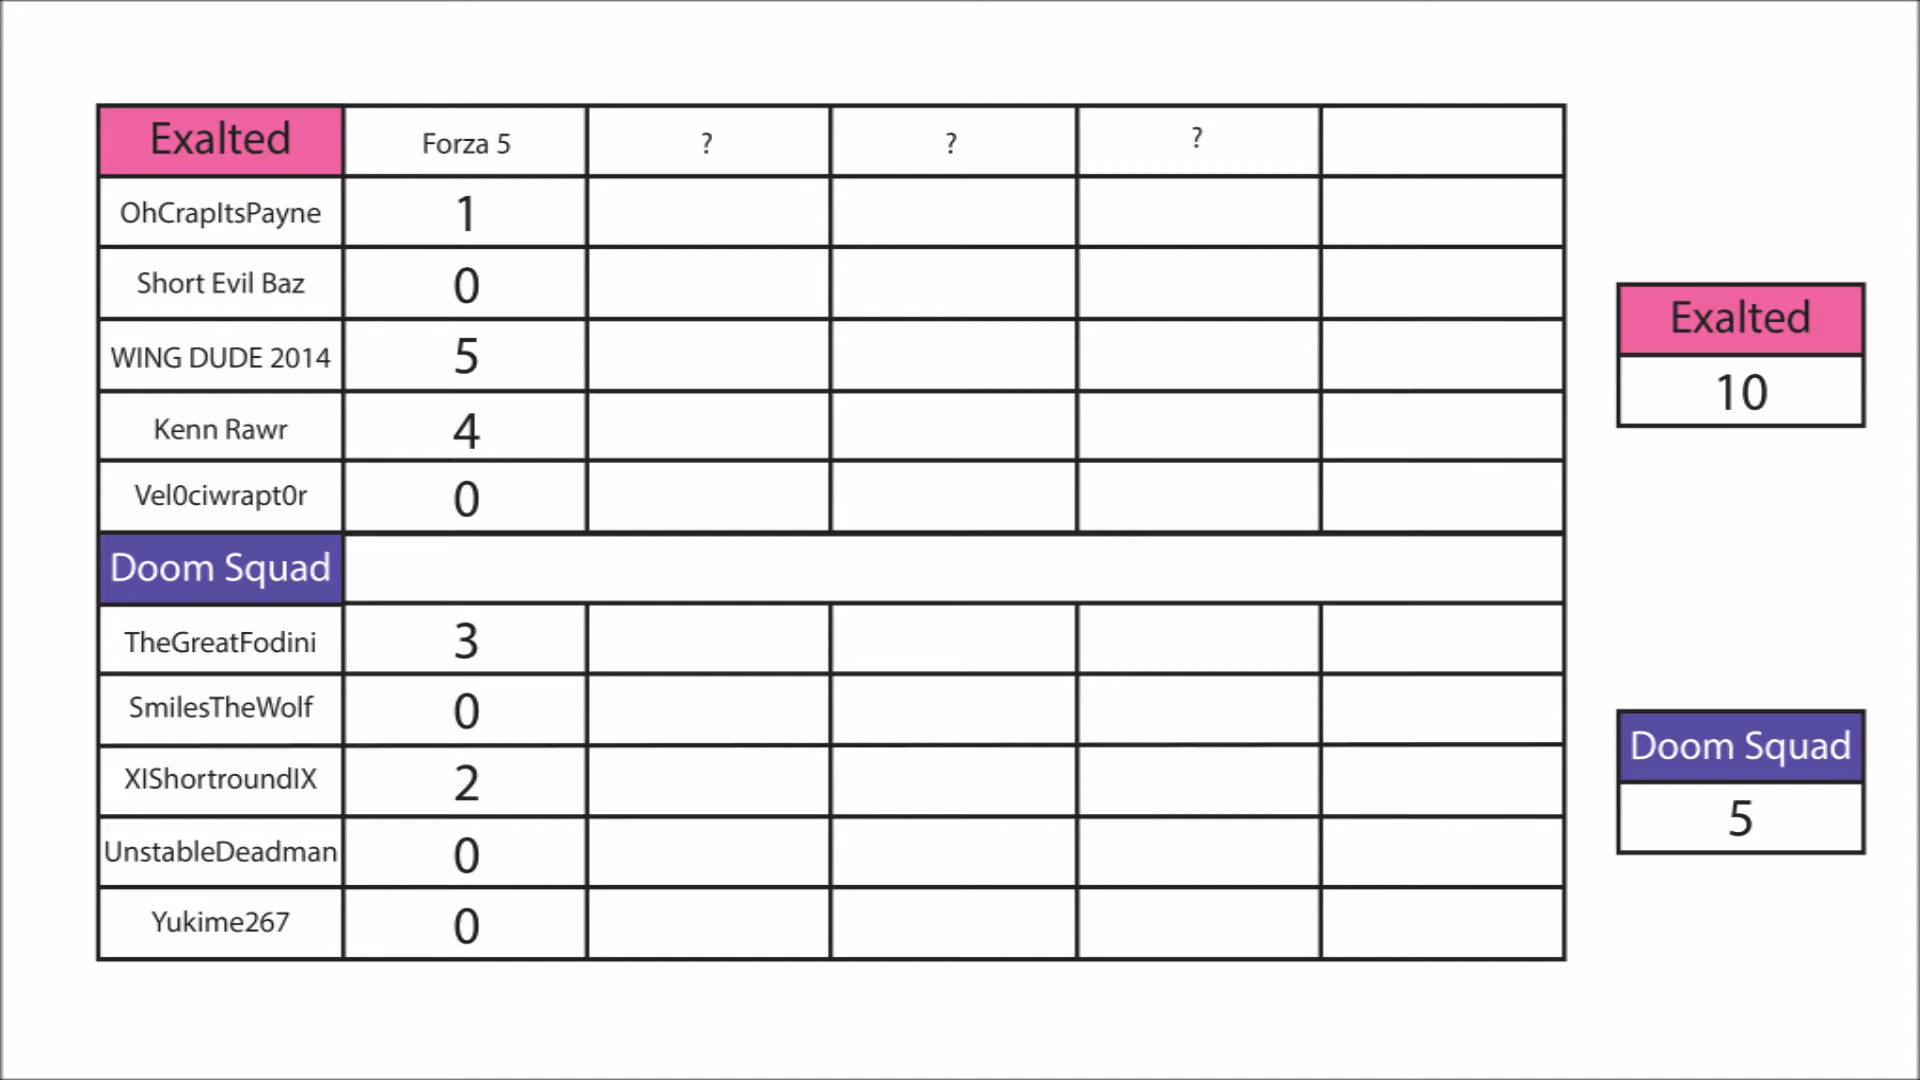 Exalted Forza 5 ? ? ?
OhCrapItsPayne 1
Short Evil Baz 0
WING DUDE 2014 5
Kenn Rawr 4
Vel0ciwrapt0r 0
Doom Squad
TheGreatFodini 3
SmilesTheWolf 0
XIShortroundIX 2
UnstableDeadman 0
Yukime267 0
Exalted
10
Doom Squad
5